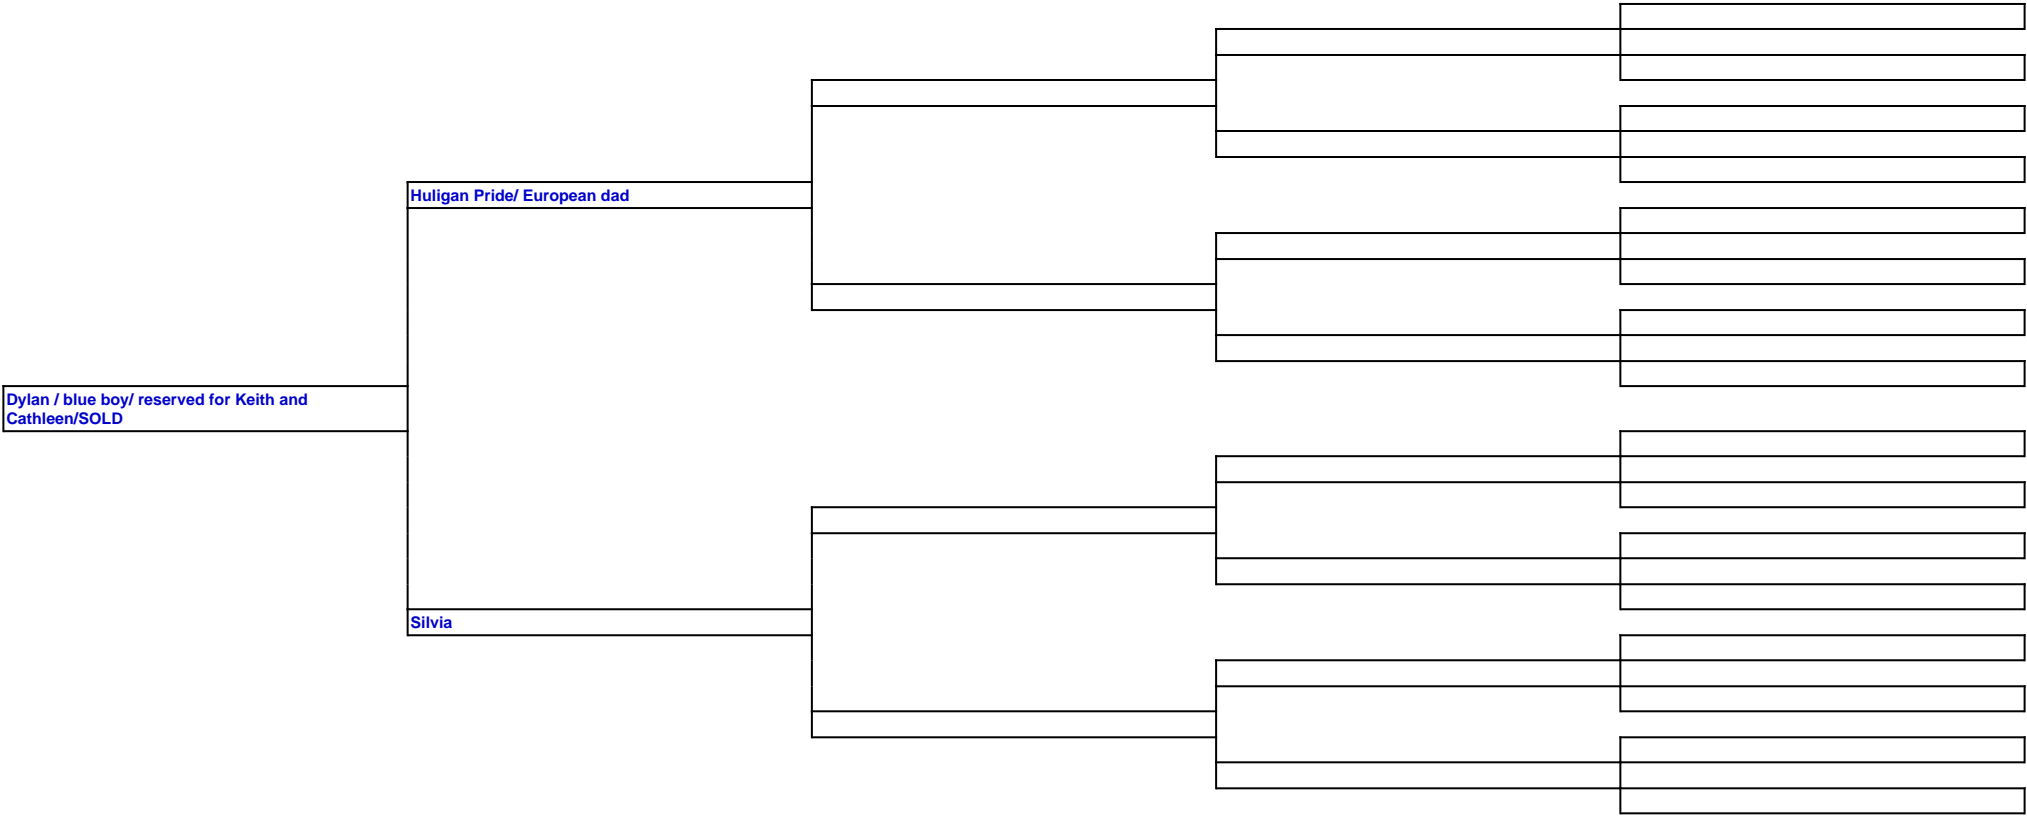 Huligan Pride/ European dad
Dylan / blue boy/ reserved for Keith and
Cathleen/SOLD
Silvia